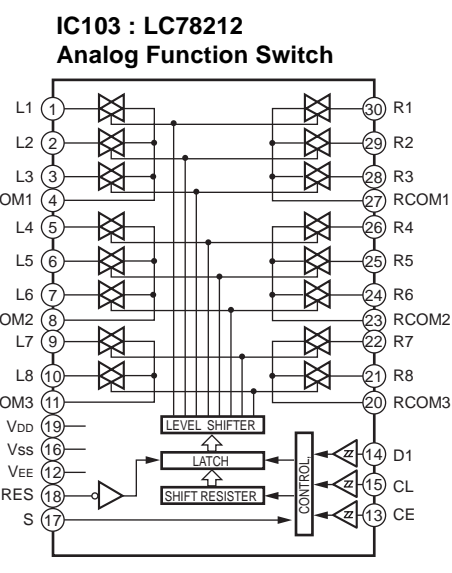 IC103 : LC78212
Analog Function Switch
L1 1 30 R1
L2 2 29 R2
L3 3 28 R3
OM1 4 27 RCOM1
L4 5 26 R4
L5 6 25 R5
L6 7 24 R6
OM2 8 23 RCOM2
L7 9 22 R7
L8 10 21 R8
OM3 11 20 RCOM3
VDD 19 LEVEL SHIFTER
VSS 16 LATCH CONTROL. 14 D1
VEE 12
RES 18 SHIFT RESISTER 15 CL
S 17 13 CE